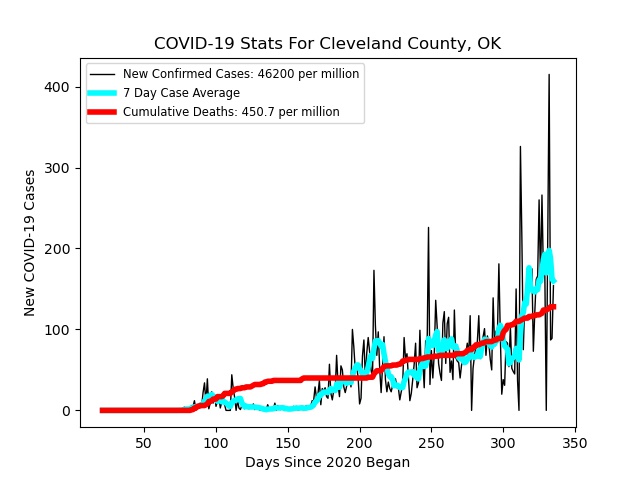 COVID-19 Stats For Cleveland County, OK
New Confirmed Cases: 46200 per million
7 Day Case Average
Cumulative Deaths: 450.7 per million
400
300
200
100
0
New COVID-19 Cases
50 100 150 200 250 300 350
Days Since 2020 Began